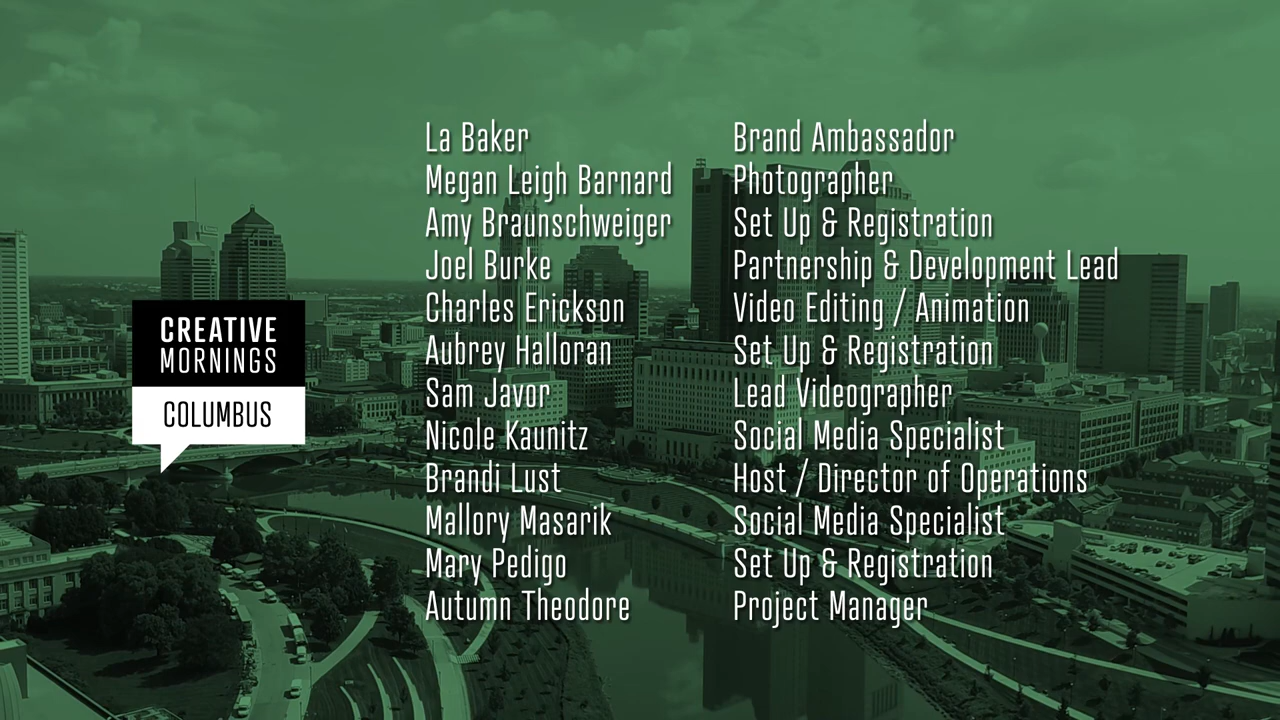 CREATIVE
MORNINGS
COLUMBUS
La Baker Brand Ambassador
Megan Leigh Barnard Photographer
Amy Braunschweiger Set Up & Registration
Joel Burke Partnership & Development Lead
Charles Erickson Video Editing / Animation
Aubrey Halloran Set Up & Registration
Sam Javor Lead Videographer
Nicole Kaunitz Social Media Specialist
Brandi Lust Host / Director of Operations
Mallory Masarik Social Media Specialist
Mary Pedigo Set Up & Registration
Autumn Theodore Project Manager